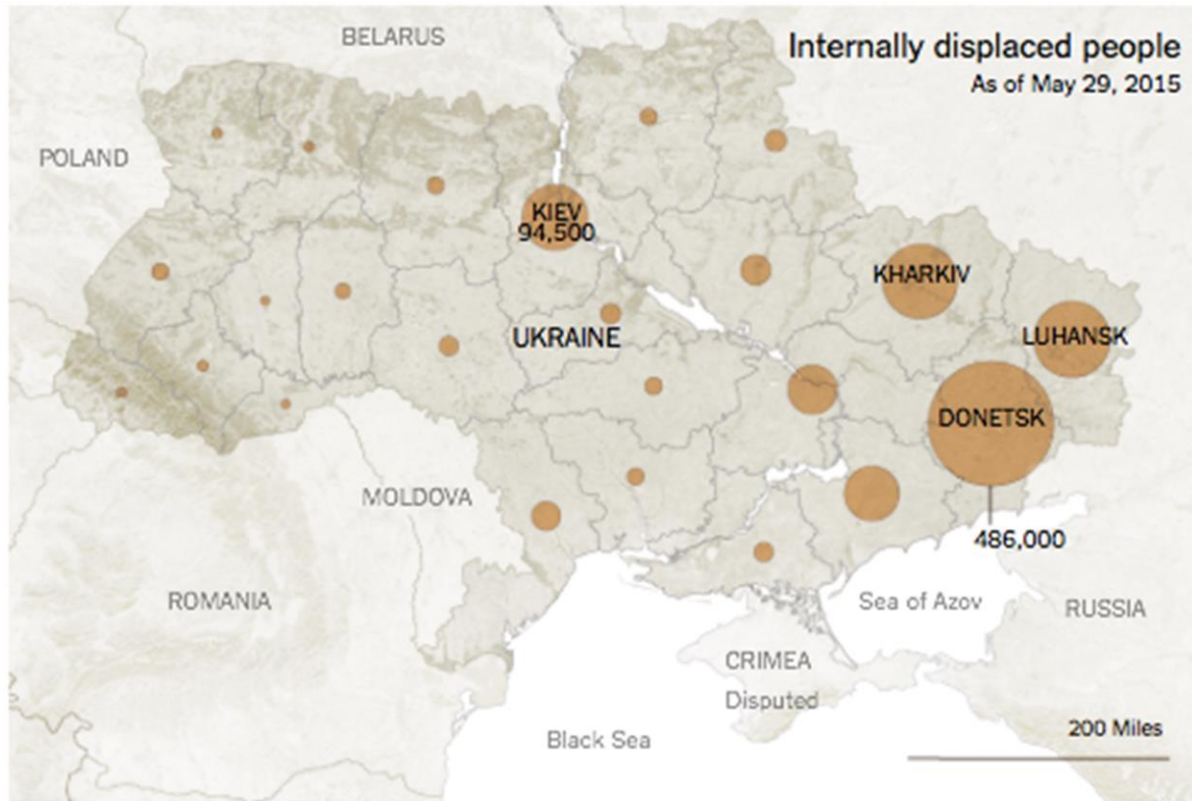 BELARUS
Internally displaced people
As of May 29, 2015
POLAND
KIEV
94,500
KHARKIV
UKRAINE
LUHANSK
DONETSK
MOLDOVA
486,000
ROMANIA
Sea of Azov
RUSSIA
CRIMEA
Disputed
Black Sea
200 Miles